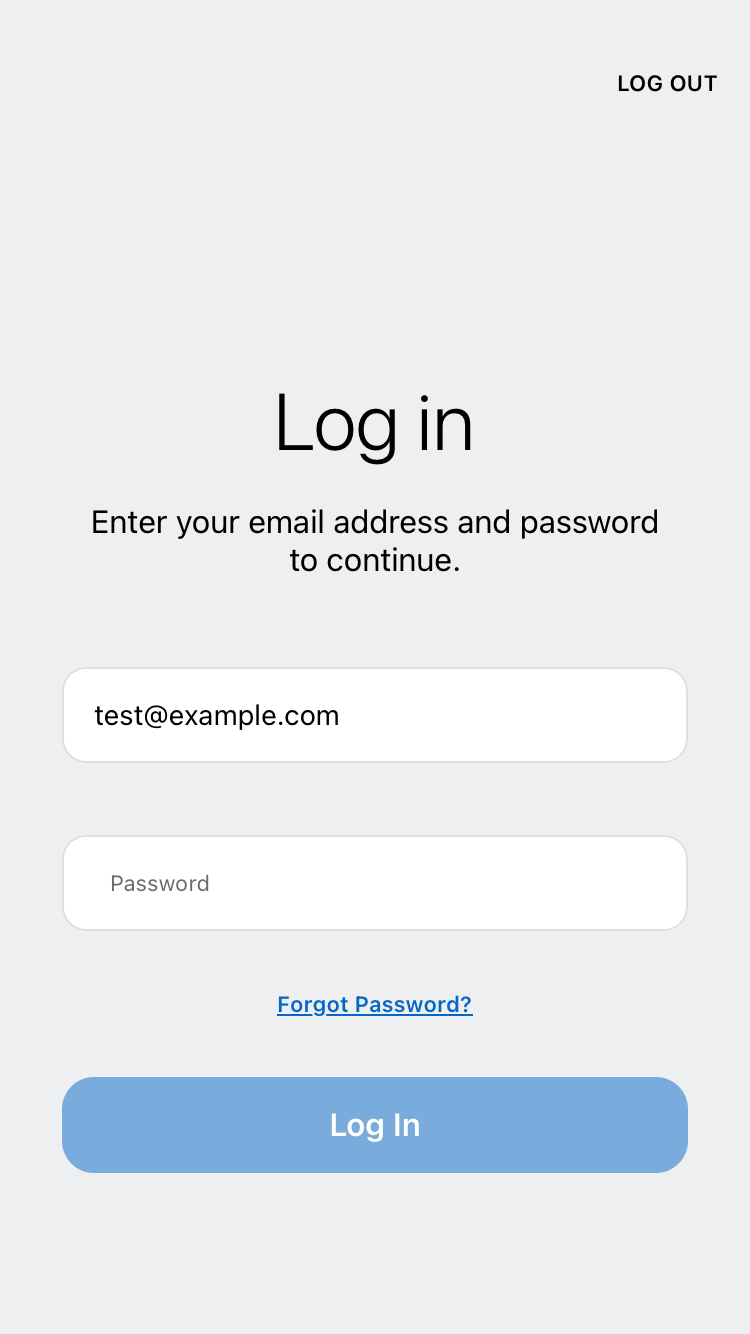 LOG OUT
Log in
Enter your email address and password
to continue.
test@example.com
Password
Forgot Password?
Log In